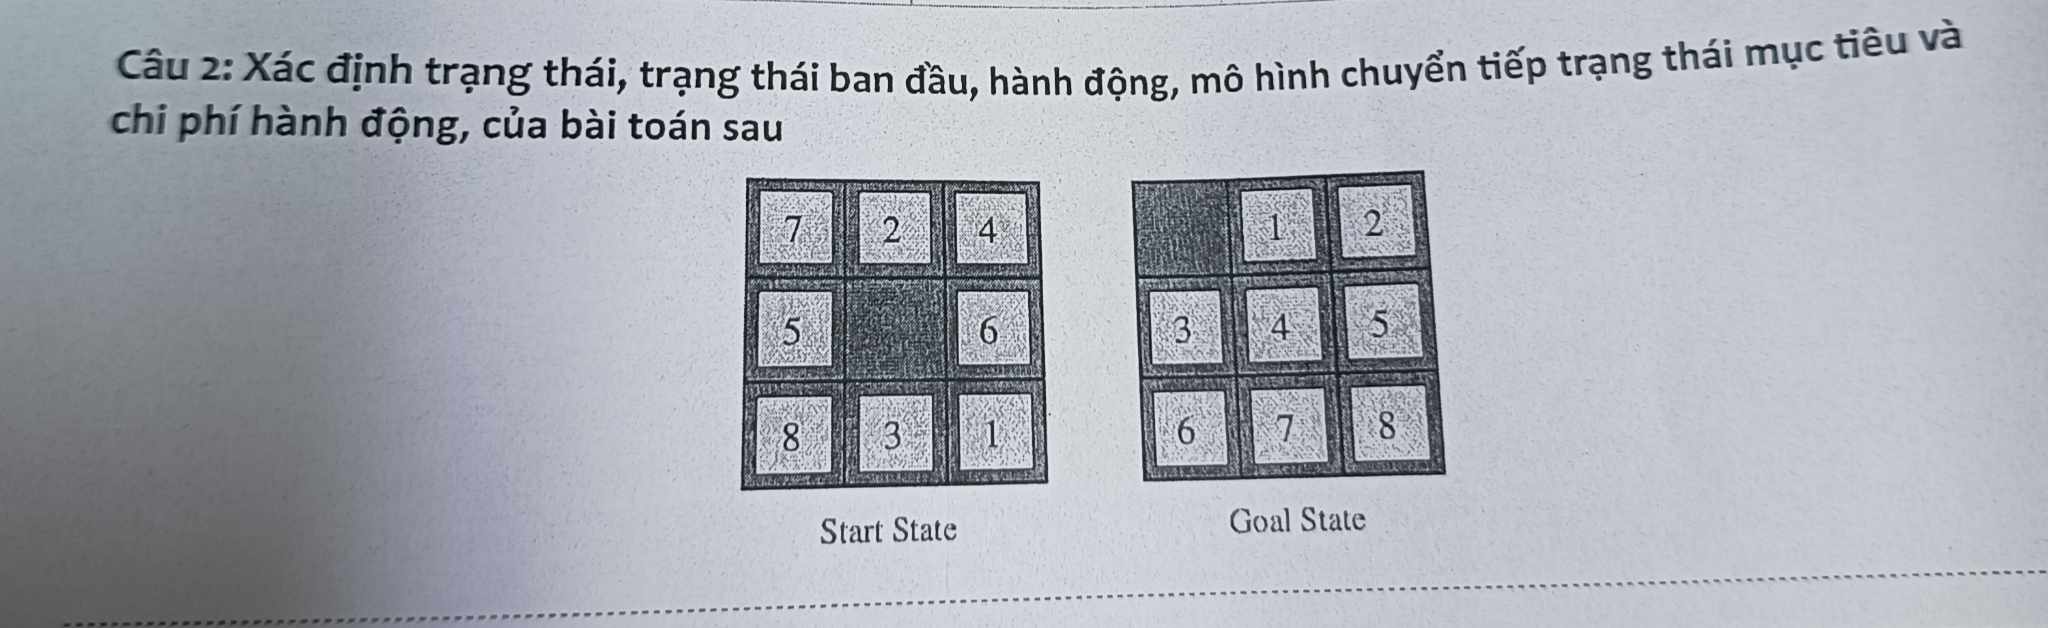 Câu 2: Xác định trạng thái, trạng thái ban đầu, hành động, mô hình chuyển tiếp trạng thái mục tiêu và
chi phí hành động, của bài toán sau
7 2 4
5 6
8 3 1
Start State
1 2
3 4 5
6 7 8
Goal State